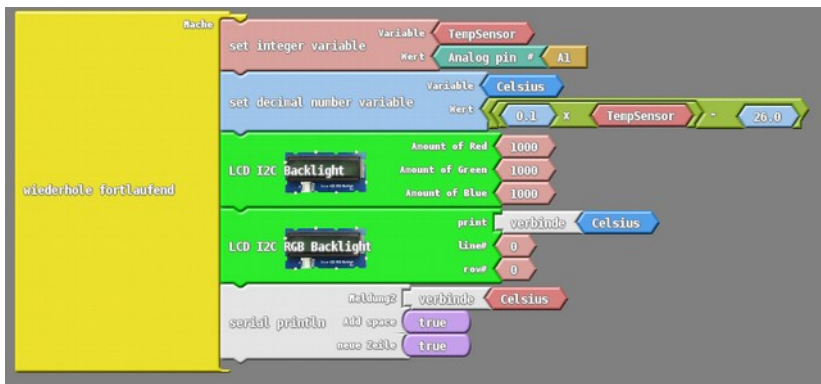 Mache
Variable TempSensor
set integer variable
Wert Analog pin # A1
Variable Celsius
set decimal number variable
Wert 0.1 x TempSensor - 26.0
Amount of Red 1000
LCD I2C Backlight Amount of Green 1000
Amount of Blue 1000
wiederhole fortlaufend
print verbinde Celsius
LCD I2C RGB Backlight line# 0
row# 0
Meldung2 verbinde Celsius
serial println Add space true
neue Zeile true